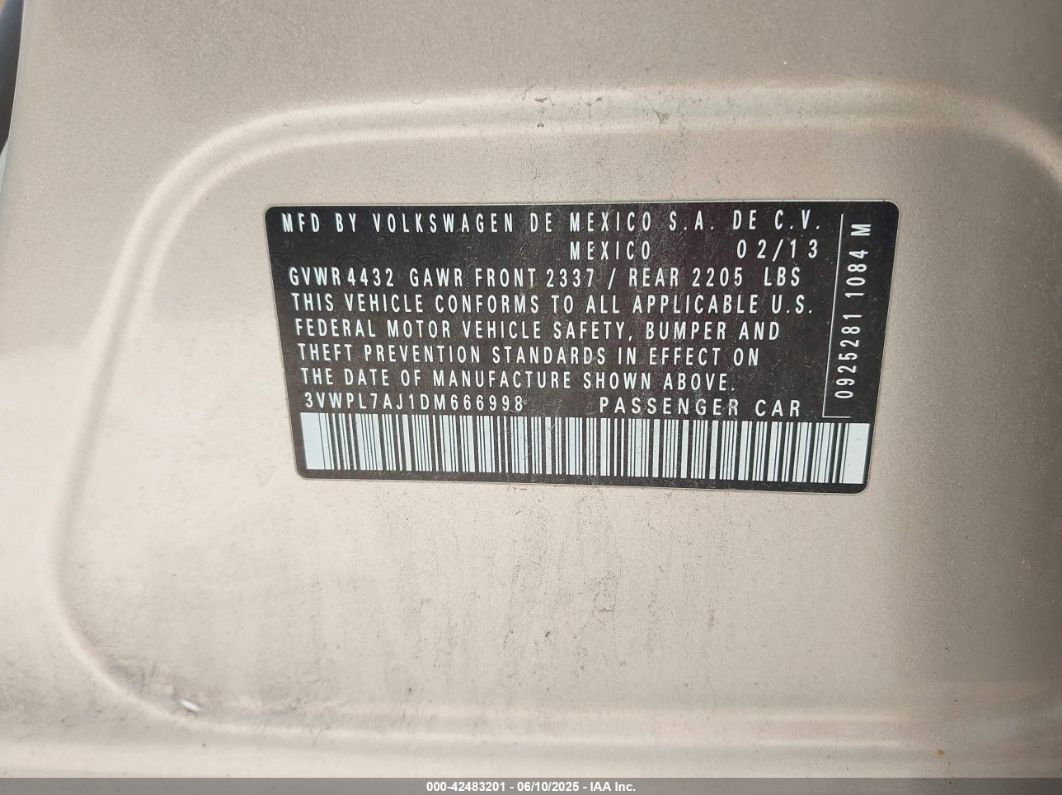 MFD BY VOLKSWAGEN DE MEXICO S.A. DE C.V.
MEXICO 02/13
GVWR 4432 GAWR FRONT 2337 / REAR 2205 LBS
THIS VEHICLE CONFORMS TO ALL APPLICABLE U.S.
FEDERAL MOTOR VEHICLE SAFETY, BUMPER AND
THEFT PREVENTION STANDARDS IN EFFECT ON
THE DATE OF MANUFACTURE SHOWN ABOVE.
3VWPL7AJ1DM666998 PASSENGER CAR
0925281 1084 M
000-42483201 - 06/10/2025 - IAA Inc.